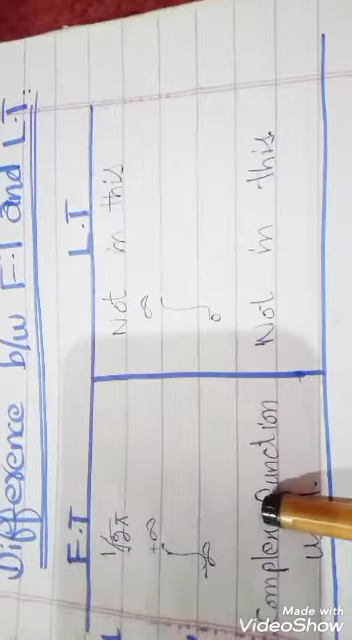 Difference b/w F.T and L.T:
F.T L.T
1/√2π Not in this
+∞ ∞
∫ ∫
-∞ 0
Complex function Not in this.
Made with
VideoShow